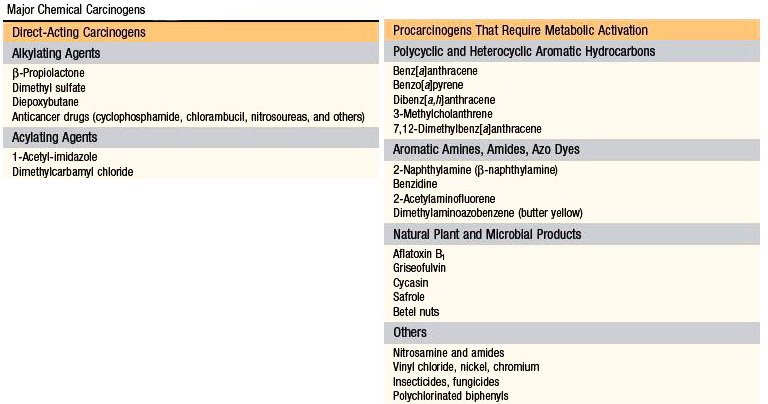 Major Chemical Carcinogens
Direct-Acting Carcinogens
Alkylating Agents
β-Propiolactone
Dimethyl sulfate
Diepoxybutane
Anticancer drugs (cyclophosphamide, chlorambucil, nitrosoureas, and others)
Acylating Agents
1-Acetyl-imidazole
Dimethylcarbamyl chloride
Procarcinogens That Require Metabolic Activation
Polycyclic and Heterocyclic Aromatic Hydrocarbons
Benz[a]anthracene
Benzo[a]pyrene
Dibenz[a,h]anthracene
3-Methylcholanthrene
7,12-Dimethylbenz[a]anthracene
Aromatic Amines, Amides, Azo Dyes
2-Naphthylamine (β-naphthylamine)
Benzidine
2-Acetylaminofluorene
Dimethylaminoazobenzene (butter yellow)
Natural Plant and Microbial Products
Aflatoxin B₁
Griseofulvin
Cycasin
Safrole
Betel nuts
Others
Nitrosamine and amides
Vinyl chloride, nickel, chromium
Insecticides, fungicides
Polychlorinated biphenyls